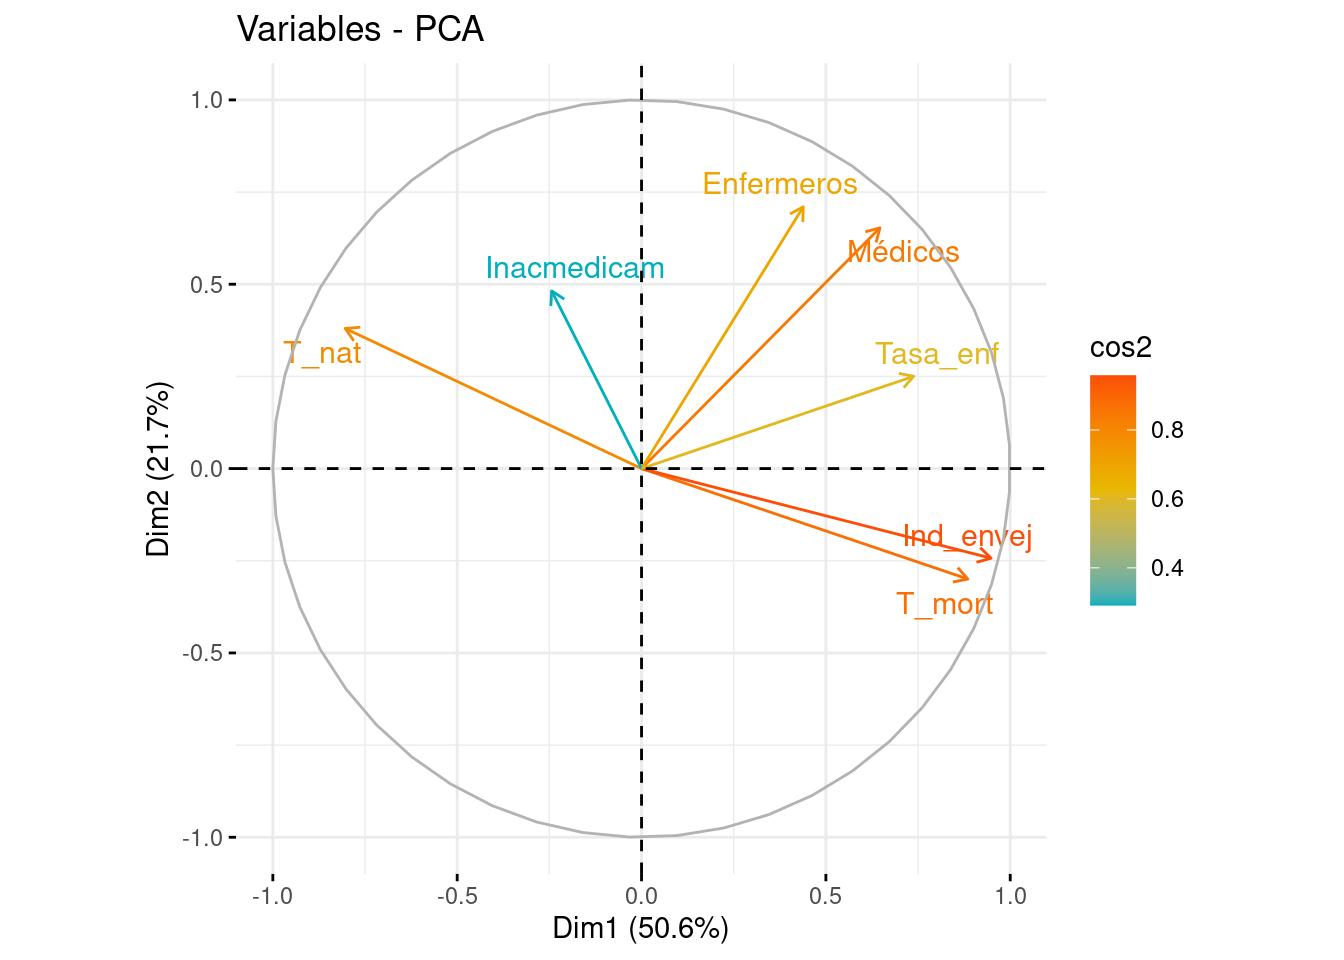 Variables - PCA
1.0
Enfermeros
Médicos
Inacmedicam
0.5
T_nat
Tasa_enf
cos2
0.8
Dim2 (21.7%)
0.0
0.6
Ind_envej
0.4
T_mort
-0.5
-1.0
-1.0
-0.5
0.0
0.5
1.0
Dim1 (50.6%)